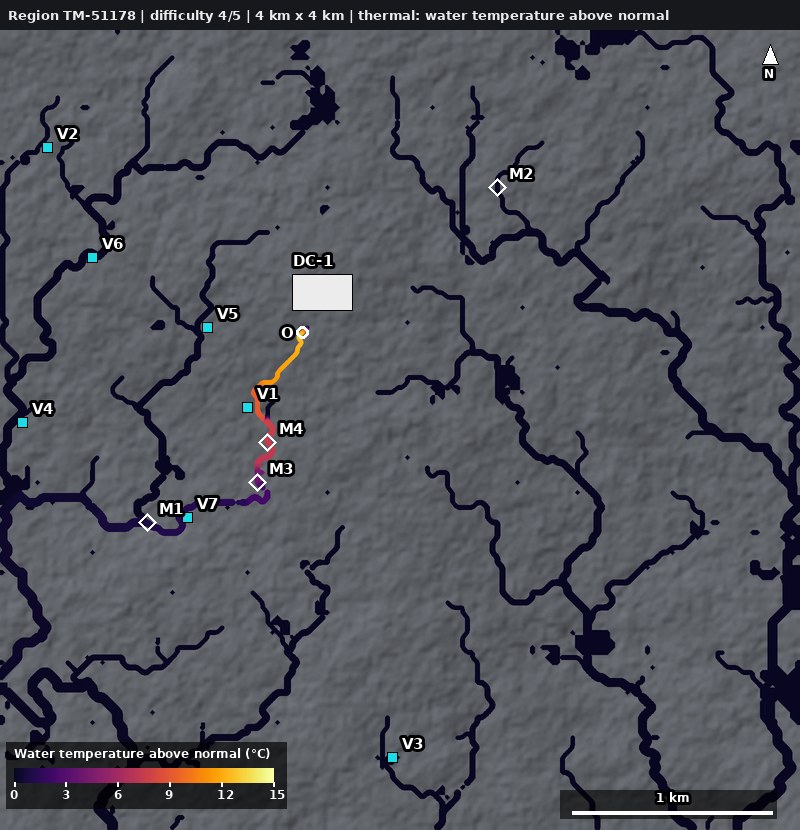 Region TM-51178 | difficulty 4/5 | 4 km x 4 km | thermal: water temperature above normal
N
V2
M2
V6
DC-1
V5
O
V1
V4
M4
M3
V7
M1
V3
Water temperature above normal (°C)
0 3 6 9 12 15
1 km